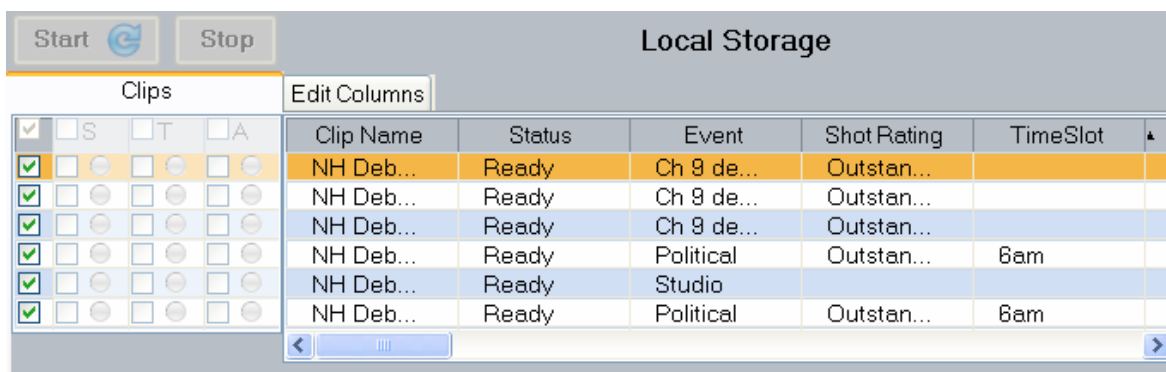 Start Stop Local Storage
Clips Edit Columns
S T A Clip Name Status Event Shot Rating TimeSlot
NH Deb... Ready Ch 9 de... Outstan...
NH Deb... Ready Ch 9 de... Outstan...
NH Deb... Ready Ch 9 de... Outstan...
NH Deb... Ready Political Outstan... 6am
NH Deb... Ready Studio
NH Deb... Ready Political Outstan... 6am